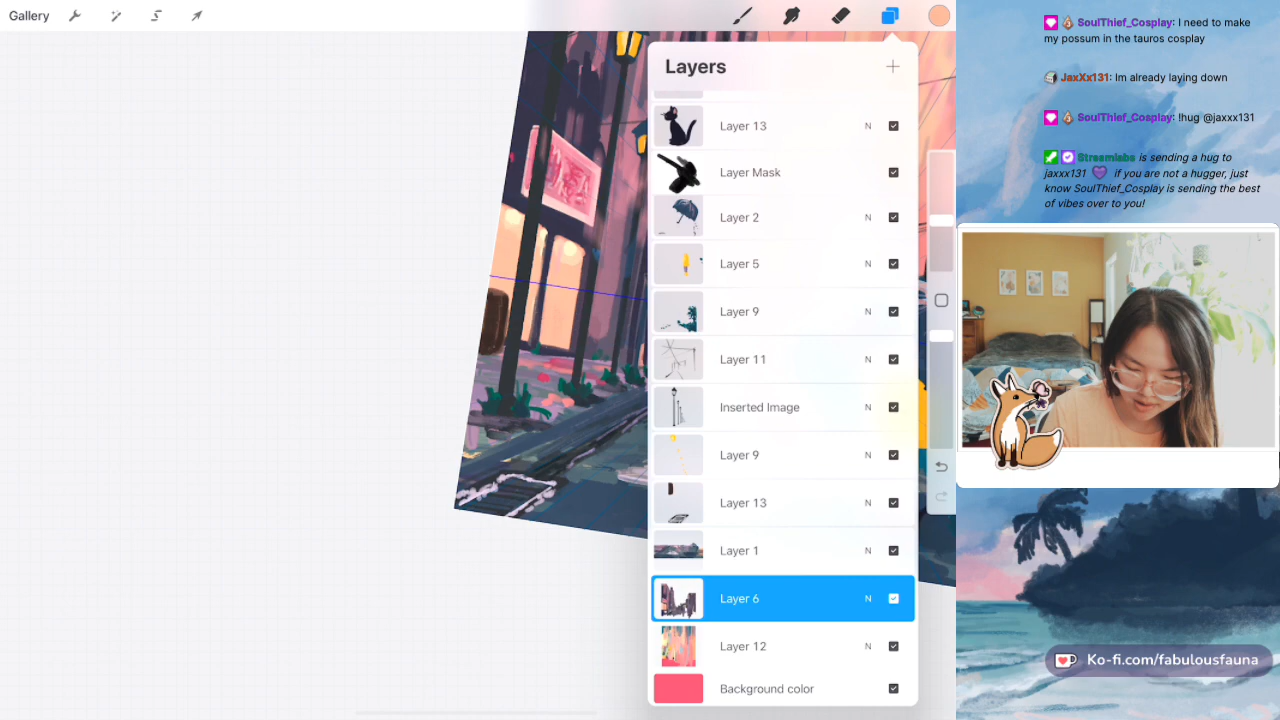 Gallery
Layers
Layer 13 N
Layer Mask
Layer 2 N
Layer 5 N
Layer 9 N
Layer 11 N
Inserted Image N
Layer 9 N
Layer 13 N
Layer 1 N
Layer 6 N
Layer 12 N
Background color
SoulThief_Cosplay: I need to make
my possum in the tauros cosplay
JaxXx131: Im already laying down
SoulThief_Cosplay: !hug @jaxxx131
Streamlabs is sending a hug to
jaxxx131 if you are not a hugger, just
know SoulThief_Cosplay is sending the best
of vibes over to you!
Ko-fi.com/fabulousfauna